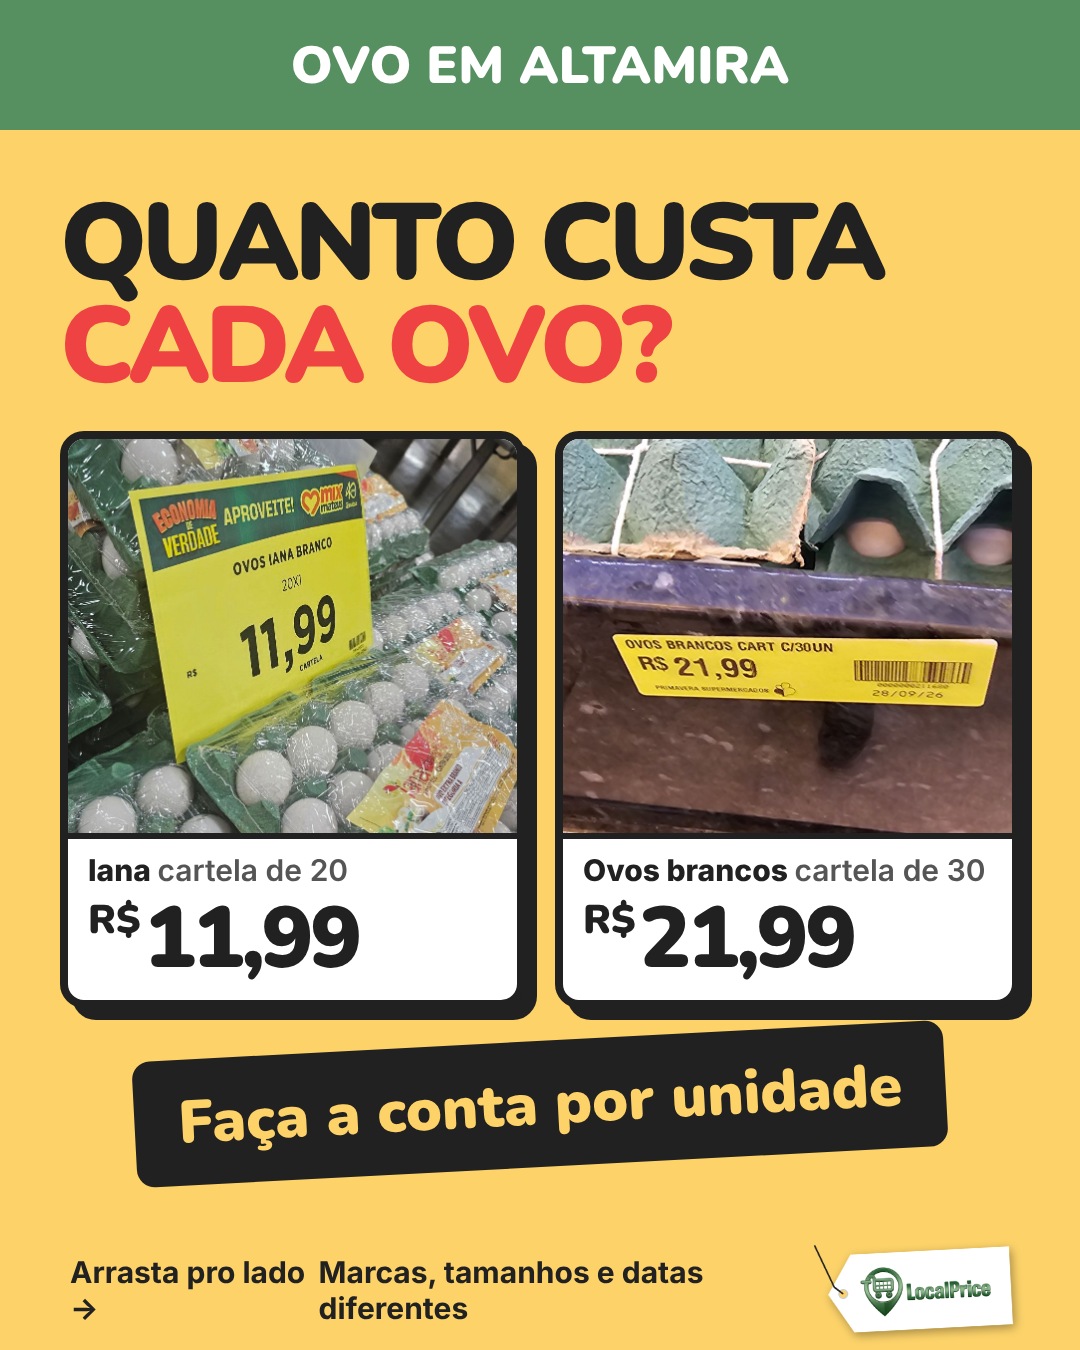 OVO EM ALTAMIRA
QUANTO CUSTA
CADA OVO?
ECONOMIA
DE
VERDADE
APROVEITE!
mix
OVOS IANA BRANCO
20X1
11,99
R$
CARTELA
OVOS BRANCOS CART C/30UN
R$ 21,99
PRIMAVERA SUPERMERCADOS
28/09/26
Iana cartela de 20
R$ 11,99
Ovos brancos cartela de 30
R$ 21,99
Faça a conta por unidade
Arrasta pro lado
→
Marcas, tamanhos e datas
diferentes
LocalPrice